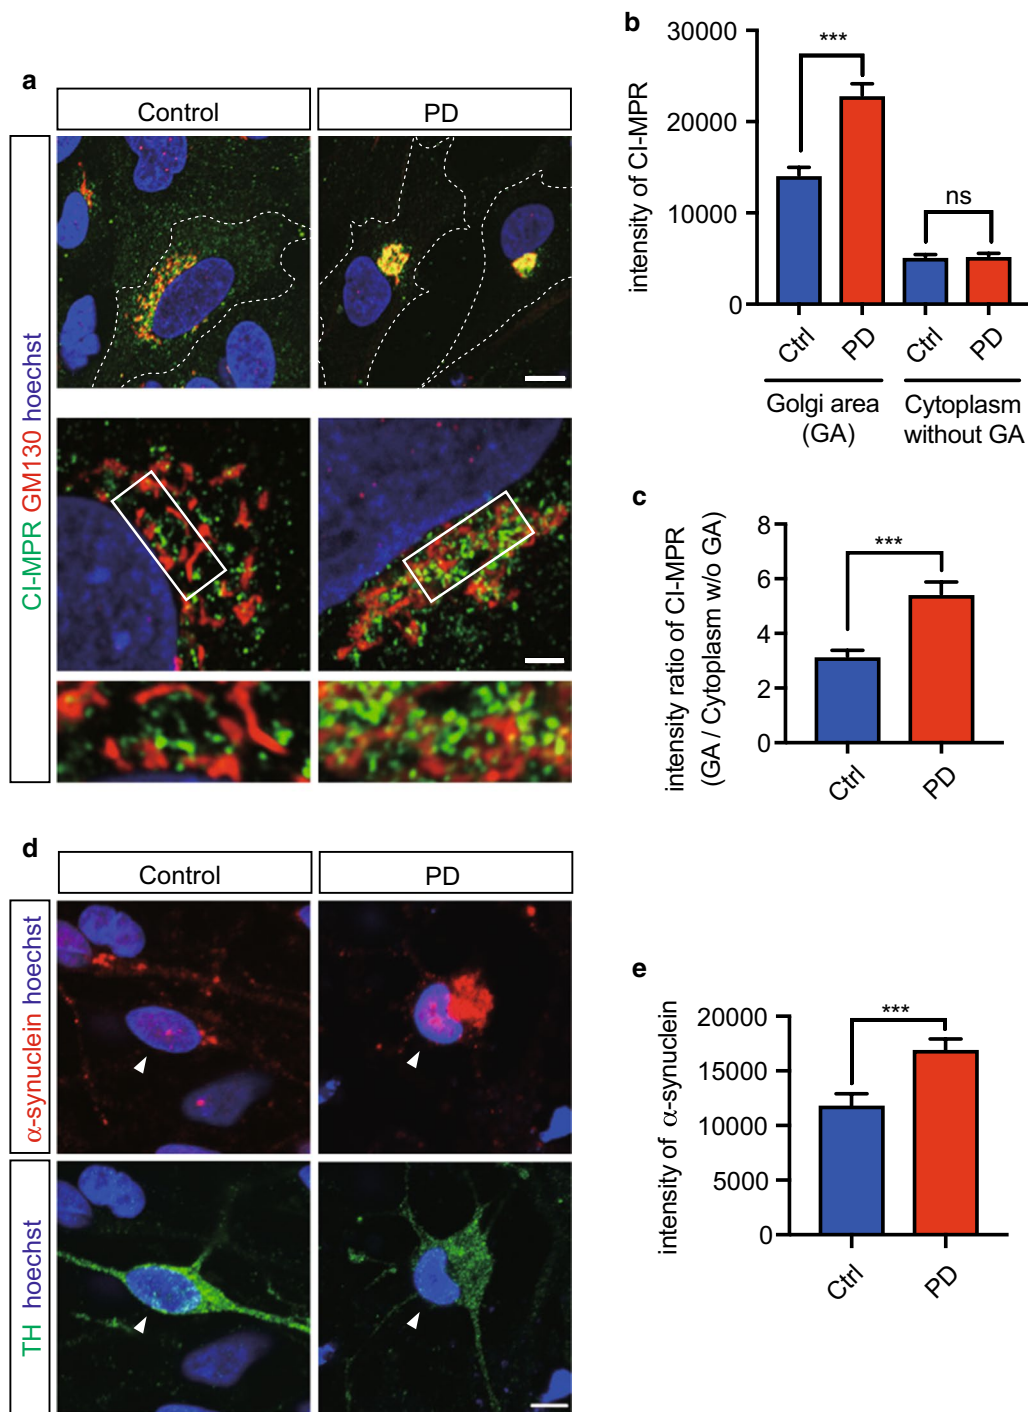 a
Control
PD
CI-MPR GM130 hoechst
b
intensity of CI-MPR
30000
20000
10000
0
***
ns
Ctrl
PD
Ctrl
PD
Golgi area
(GA)
Cytoplasm
without GA
c
intensity ratio of CI-MPR
(GA / Cytoplasm w/o GA)
8
6
4
2
0
***
Ctrl
PD
d
Control
PD
α-synuclein hoechst
TH hoechst
e
intensity of α-synuclein
20000
15000
10000
5000
0
***
Ctrl
PD